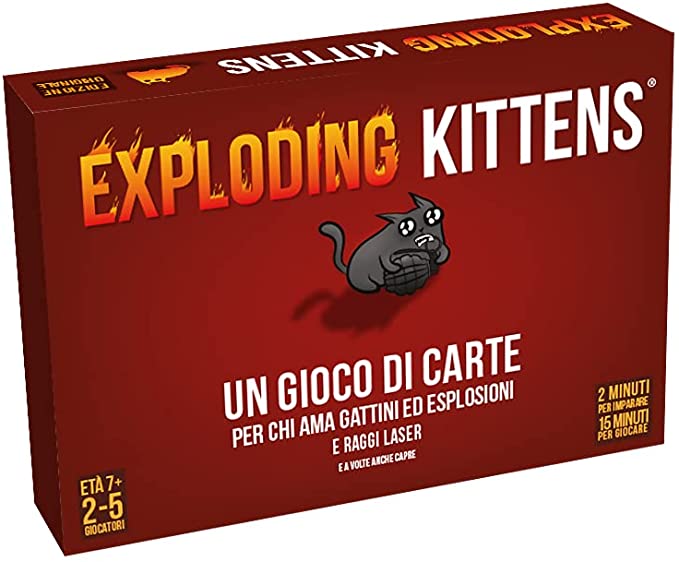 EXPLODING KITTENS
EDIZIONE
ORIGINALE
EXPLODING KITTENS®
UN GIOCO DI CARTE
PER CHI AMA GATTINI ED ESPLOSIONI
E RAGGI LASER
E A VOLTE ANCHE CAPRE
2 MINUTI
PER IMPARARE
15 MINUTI
PER GIOCARE
ETÀ 7+
2-5
GIOCATORI